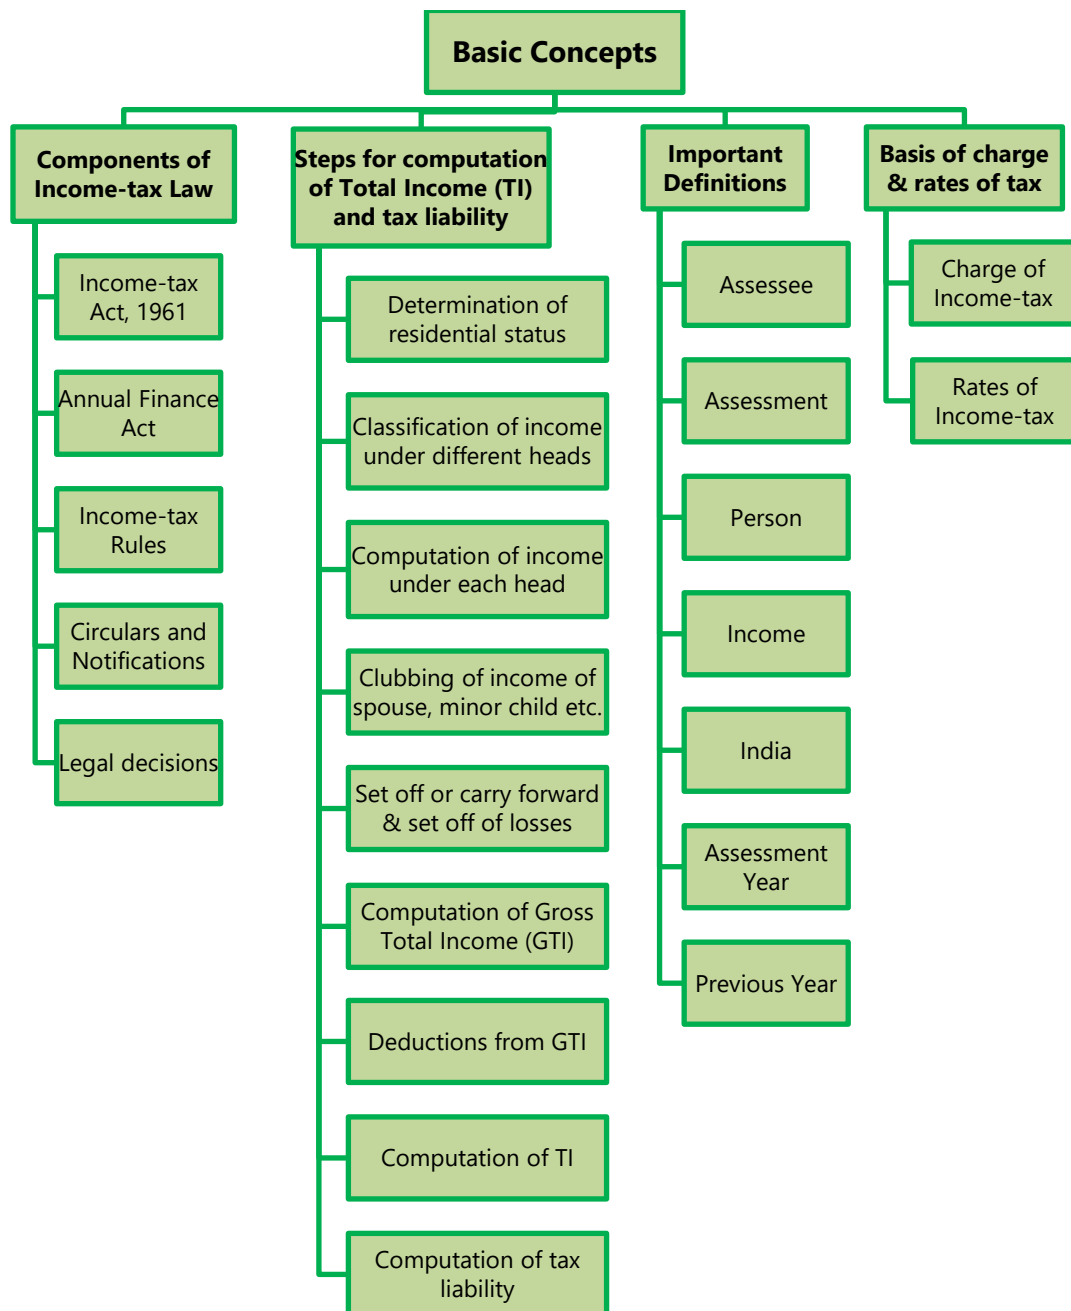 Basic Concepts
Components of
Income-tax Law
Income-tax
Act, 1961
Annual Finance
Act
Income-tax
Rules
Circulars and
Notifications
Legal decisions
Steps for computation
of Total Income (TI)
and tax liability
Determination of
residential status
Classification of income
under different heads
Computation of income
under each head
Clubbing of income of
spouse, minor child etc.
Set off or carry forward
& set off of losses
Computation of Gross
Total Income (GTI)
Deductions from GTI
Computation of TI
Computation of tax
liability
Important
Definitions
Assessee
Assessment
Person
Income
India
Assessment
Year
Previous Year
Basis of charge
& rates of tax
Charge of
Income-tax
Rates of
Income-tax